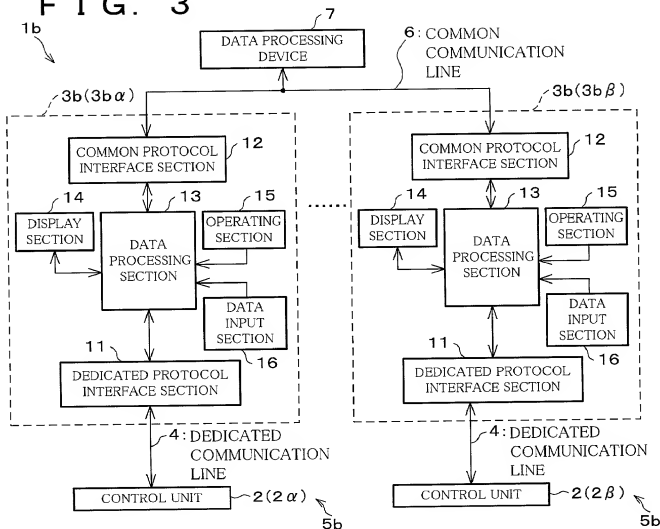 FIG. 3
1b
7
DATA PROCESSING
DEVICE
6: COMMON
COMMUNICATION
LINE
3b(3bα)
COMMON PROTOCOL
INTERFACE SECTION
12
14
13
15
DISPLAY
SECTION
DATA
PROCESSING
SECTION
OPERATING
SECTION
DATA
INPUT
SECTION
16
11
DEDICATED PROTOCOL
INTERFACE SECTION
4: DEDICATED
COMMUNICATION
LINE
CONTROL UNIT
2(2α)
5b
3b(3bβ)
COMMON PROTOCOL
INTERFACE SECTION
12
14
13
15
DISPLAY
SECTION
DATA
PROCESSING
SECTION
OPERATING
SECTION
DATA
INPUT
SECTION
16
11
DEDICATED PROTOCOL
INTERFACE SECTION
4: DEDICATED
COMMUNICATION
LINE
CONTROL UNIT
2(2β)
5b